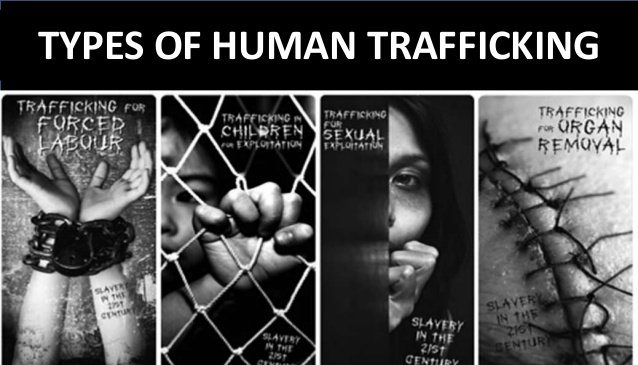 TYPES OF HUMAN TRAFFICKING
TRAFFICKING FOR
FORCED
LABOUR
SLAVERY
IN THE
21ST
CENTURY
TRAFFICKING IN
CHILDREN
FOR EXPLOITATION
SLAVERY
IN THE
21ST
CENTURY
TRAFFICKING
FOR
SEXUAL
EXPLOITATION
SLAVERY
IN THE
21ST
CENTURY
TRAFFICKING
FOR ORGAN
REMOVAL
SLAVERY
IN THE
21ST
CENTURY